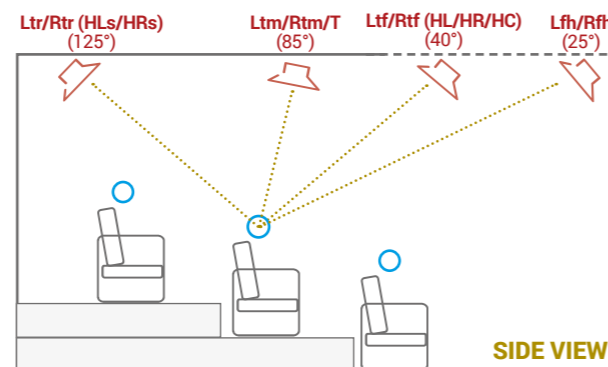 Ltr/Rtr (HLs/HRs)
(125°)
Ltm/Rtm/T
(85°)
Ltf/Rtf (HL/HR/HC)
(40°)
Lfh/Rfh
(25°)
SIDE VIEW